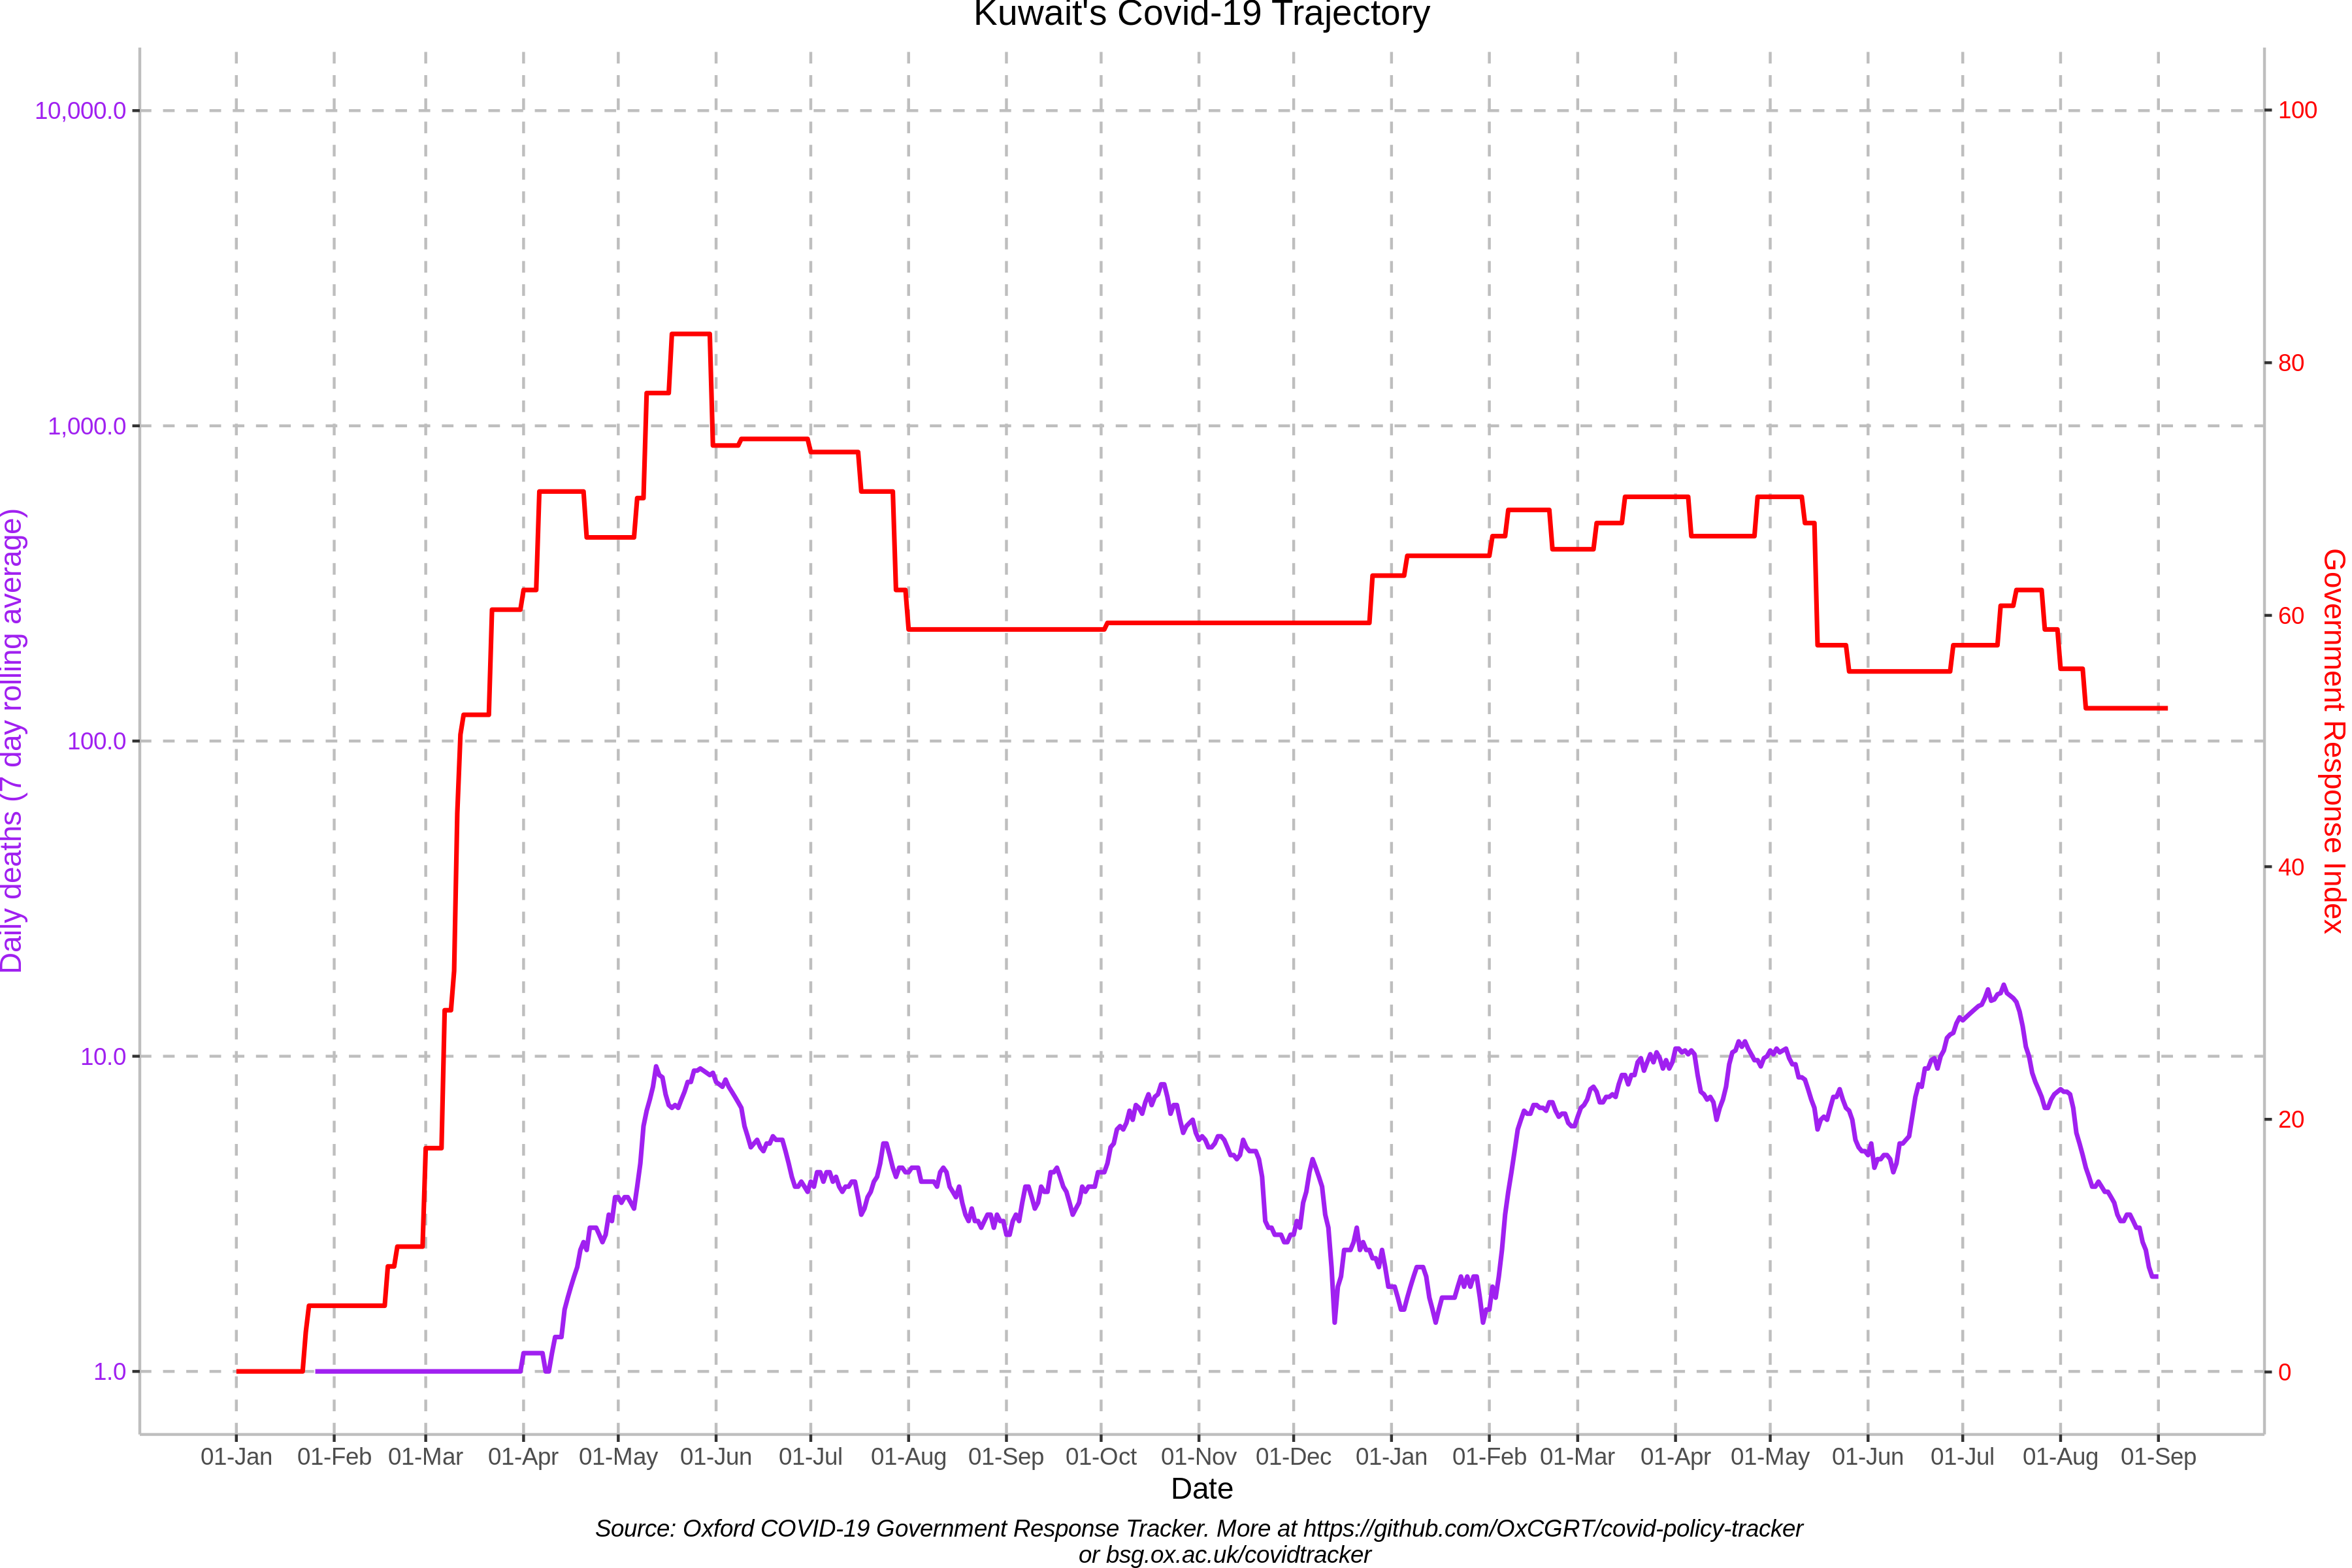 Kuwait's Covid-19 Trajectory
Daily deaths (7 day rolling average)
10,000.0
1,000.0
100.0
10.0
1.0
100
80
60
40
20
0
Government Response Index
01-Jan 01-Feb 01-Mar 01-Apr 01-May 01-Jun 01-Jul 01-Aug 01-Sep 01-Oct 01-Nov 01-Dec 01-Jan 01-Feb 01-Mar 01-Apr 01-May 01-Jun 01-Jul 01-Aug 01-Sep
Date
Source: Oxford COVID-19 Government Response Tracker. More at https://github.com/OxCGRT/covid-policy-tracker
or bsg.ox.ac.uk/covidtracker